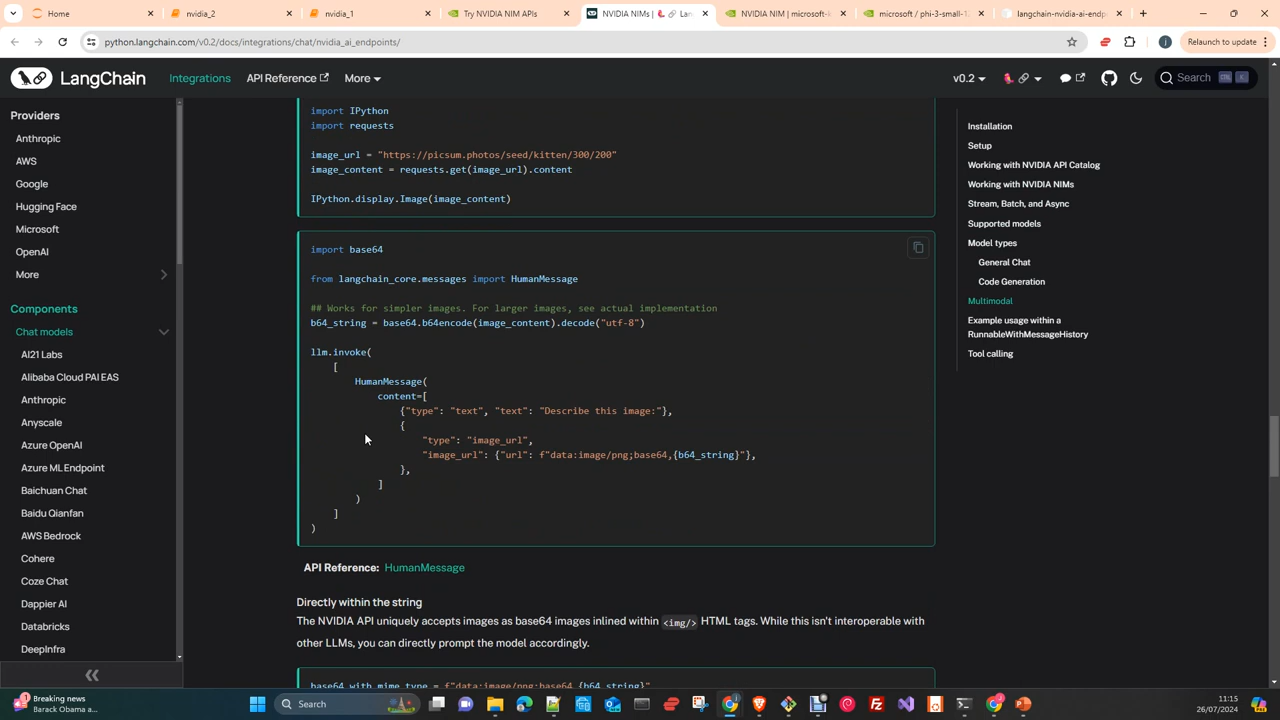 Home
nvidia_2
nvidia_1
Try NVIDIA NIM APIs
NVIDIA NIMs |
NVIDIA NIM | microsoft-
microsoft / phi-3-small-
langchain-nvidia-ai-endp
python.langchain.com/v0.2/docs/integrations/chat/nvidia_ai_endpoints/
Relaunch to update
LangChain
Integrations
API Reference
More
v0.2
Search
Providers
Anthropic
AWS
Google
Hugging Face
Microsoft
OpenAI
More
Components
Chat models
AI21 Labs
Alibaba Cloud PAI EAS
Anthropic
Anyscale
Azure OpenAI
Azure ML Endpoint
Baichuan Chat
Baidu Qianfan
AWS Bedrock
Cohere
Coze Chat
Dappier AI
Databricks
DeepInfra
import IPython
import requests
image_url = "https://picsum.photos/seed/kitten/300/200"
image_content = requests.get(image_url).content
IPython.display.Image(image_content)
import base64
from langchain_core.messages import HumanMessage
## Works for simpler images. For larger images, see actual implementation
b64_string = base64.b64encode(image_content).decode("utf-8")
llm.invoke(
[
HumanMessage(
content=[
{"type": "text", "text": "Describe this image:"},
{
"type": "image_url",
"image_url": {"url": f"data:image/png;base64,{b64_string}"},
},
]
)
]
)
API Reference: HumanMessage
Directly within the string
The NVIDIA API uniquely accepts images as base64 images inlined within <img/> HTML tags. While this isn't interoperable with
other LLMs, you can directly prompt the model accordingly.
base64_with_mime_type = f"data:image/png;base64,{b64_string}"
Installation
Setup
Working with NVIDIA API Catalog
Working with NVIDIA NIMs
Stream, Batch, and Async
Supported models
Model types
General Chat
Code Generation
Multimodal
Example usage within a
RunnableWithMessageHistory
Tool calling
Breaking news
Barack Obama a...
Search
11:15
26/07/2024